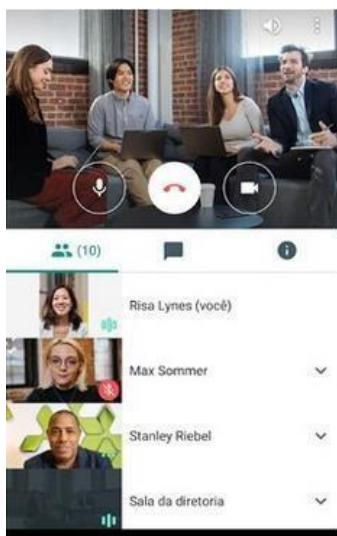 (10)
Risa Lynes (você)
Max Sommer
Stanley Riebel
Sala da diretoria